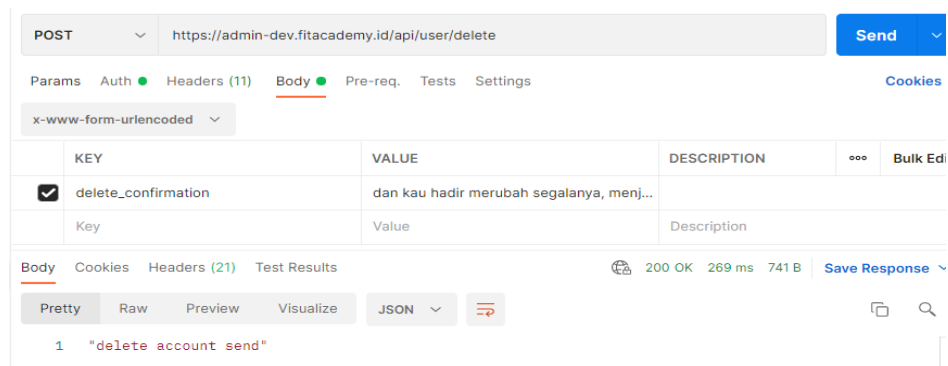 POST https://admin-dev.fitacademy.id/api/user/delete Send
Params Auth Headers (11) Body Pre-req. Tests Settings Cookies
x-www-form-urlencoded
KEY VALUE DESCRIPTION ooo Bulk Edi
delete_confirmation dan kau hadir merubah segalanya, menj...
Key Value Description
Body Cookies Headers (21) Test Results 200 OK 269 ms 741 B Save Response
Pretty Raw Preview Visualize JSON
1 "delete account send"